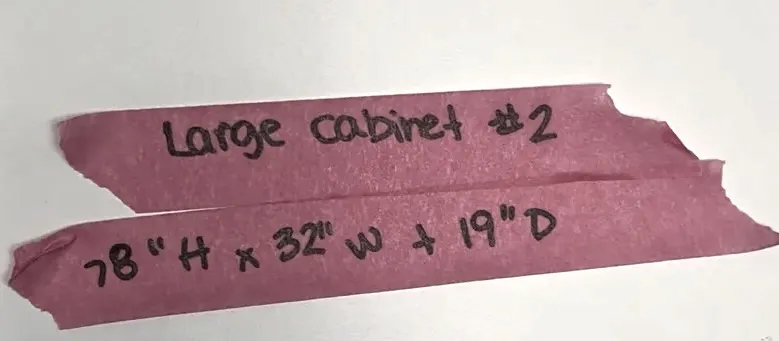 Large cabinet #2
78"H x 32" W + 19"D